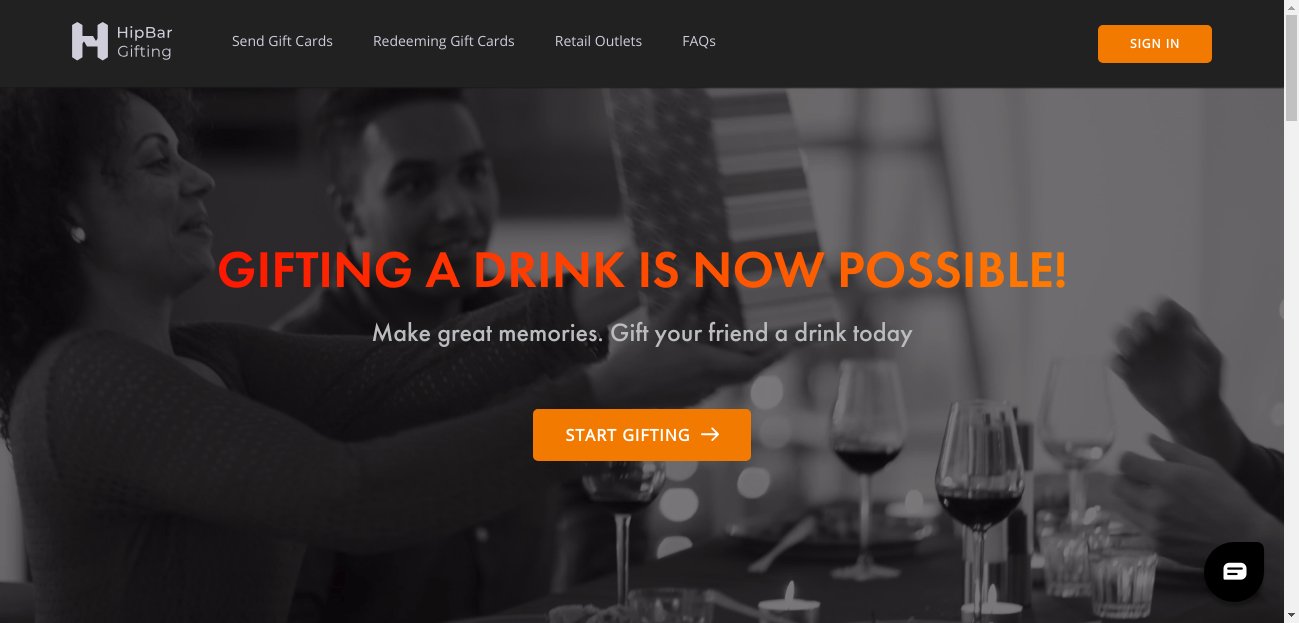 HipBar
Gifting
Send Gift Cards
Redeeming Gift Cards
Retail Outlets
FAQs
SIGN IN
GIFTING A DRINK IS NOW POSSIBLE!
Make great memories. Gift your friend a drink today
START GIFTING →